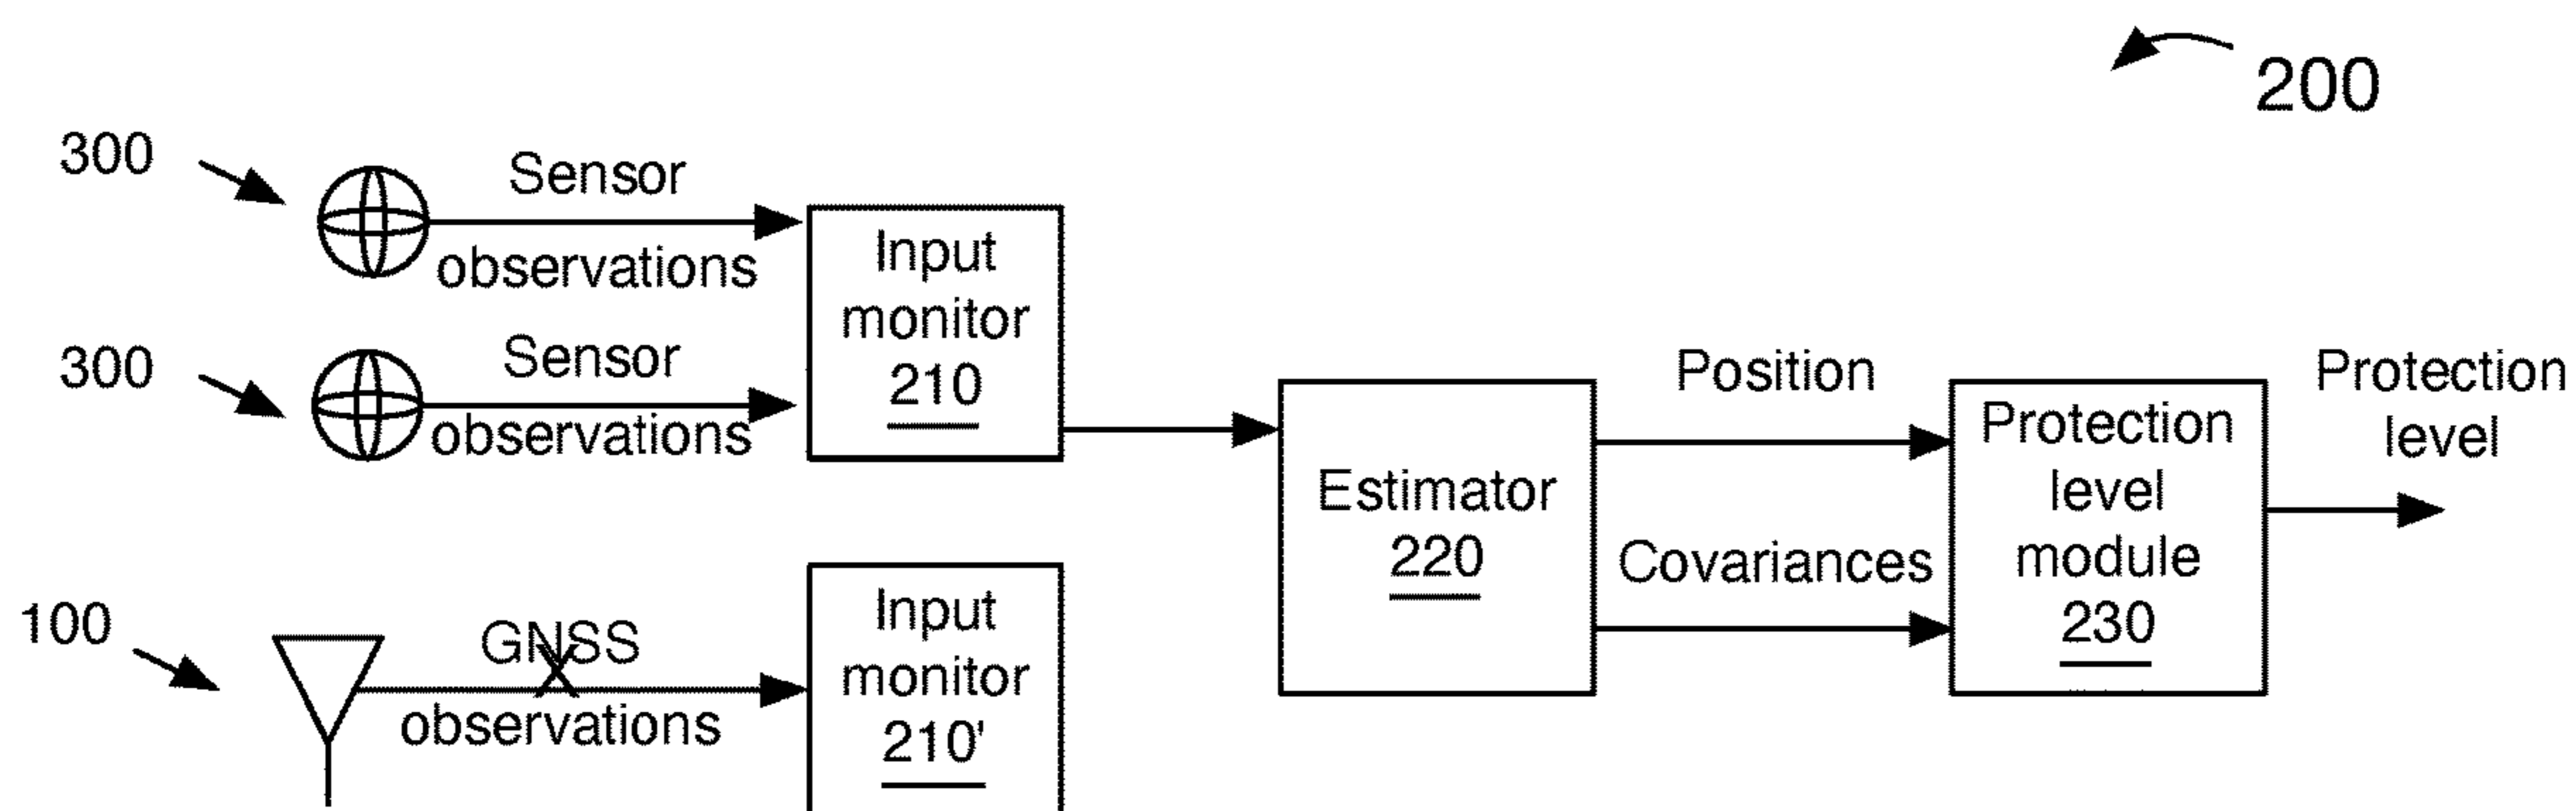 200
300
Sensor
observations
300
Sensor
observations
Input
monitor
210
100
GNSS
observations
Input
monitor
210'
Estimator
220
Position
Covariances
Protection
level
module
230
Protection
level